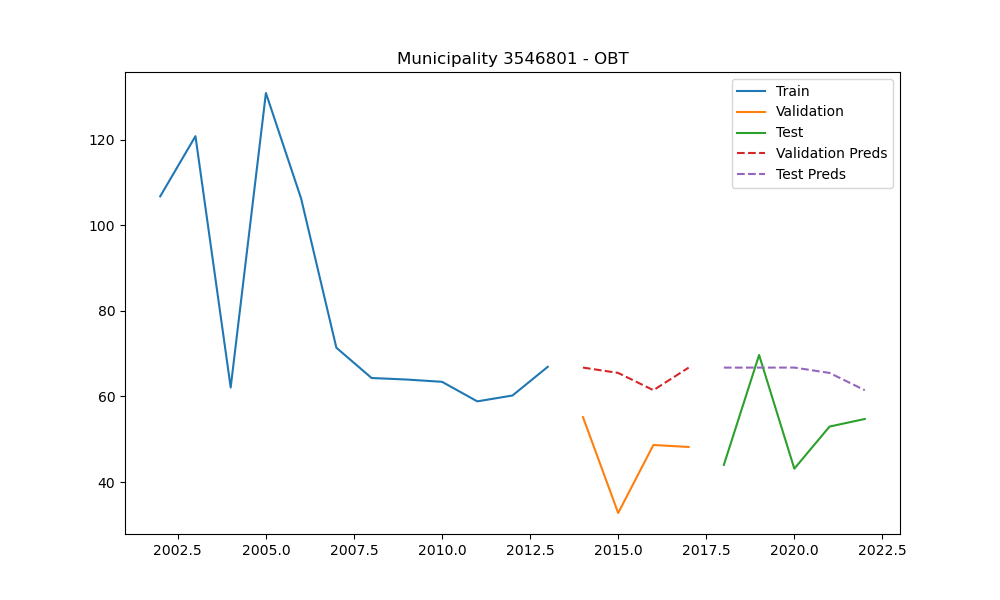 Municipality 3546801 - OBT
Train
Validation
Test
Validation Preds
Test Preds
120
100
80
60
40
2002.5 2005.0 2007.5 2010.0 2012.5 2015.0 2017.5 2020.0 2022.5